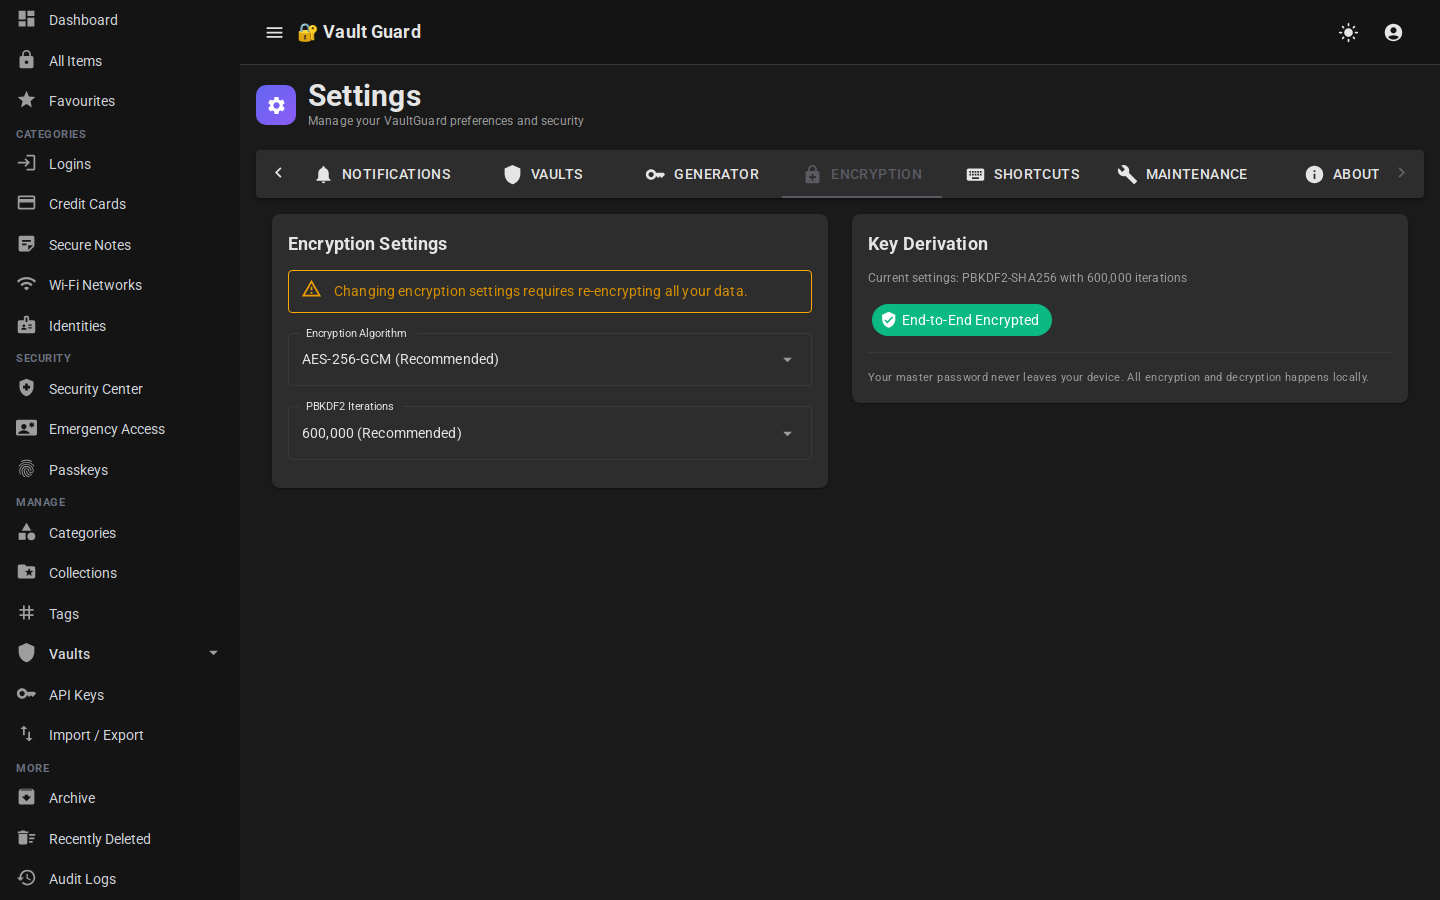 Dashboard
All Items
Favourites
CATEGORIES
Logins
Credit Cards
Secure Notes
Wi-Fi Networks
Identities
SECURITY
Security Center
Emergency Access
Passkeys
MANAGE
Categories
Collections
Tags
Vaults
API Keys
Import / Export
MORE
Archive
Recently Deleted
Audit Logs
Vault Guard
Settings
Manage your VaultGuard preferences and security
NOTIFICATIONS
VAULTS
GENERATOR
ENCRYPTION
SHORTCUTS
MAINTENANCE
ABOUT
Encryption Settings
Changing encryption settings requires re-encrypting all your data.
Encryption Algorithm
AES-256-GCM (Recommended)
PBKDF2 Iterations
600,000 (Recommended)
Key Derivation
Current settings: PBKDF2-SHA256 with 600,000 iterations
End-to-End Encrypted
Your master password never leaves your device. All encryption and decryption happens locally.